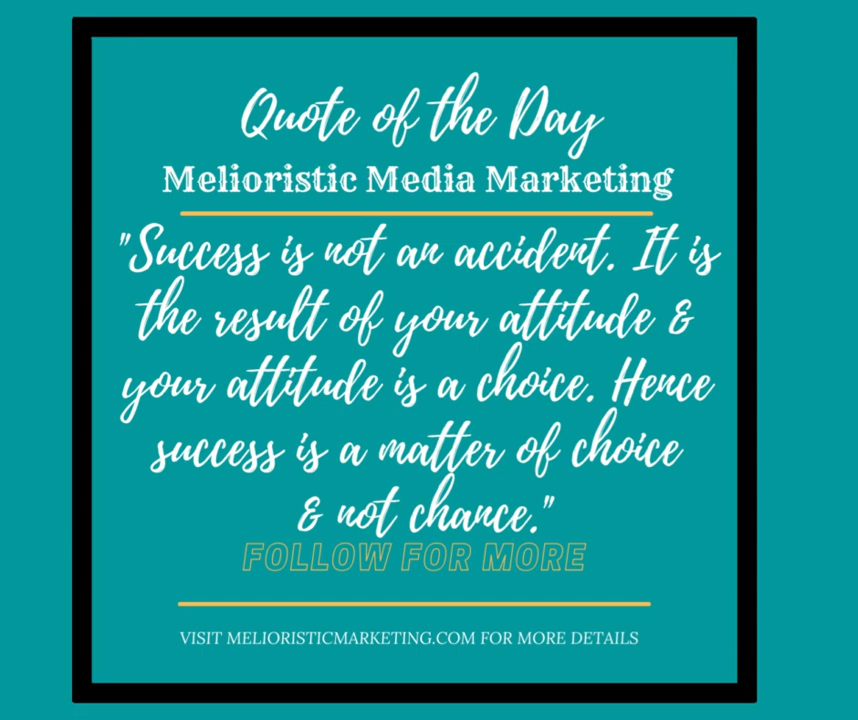 Quote of the Day
Melioristic Media Marketing
"Success is not an accident. It is
the result of your attitude &
your attitude is a choice. Hence
success is a matter of choice
& not chance."
FOLLOW FOR MORE
VISIT MELIORISTICMARKETING.COM FOR MORE DETAILS